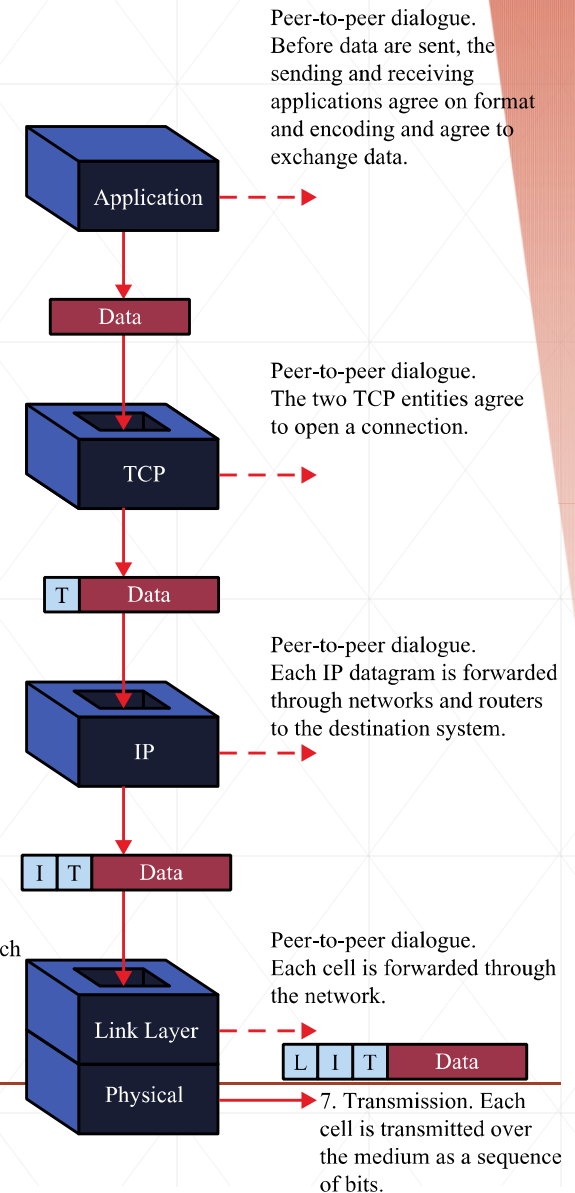 Peer-to-peer dialogue.
Before data are sent, the
sending and receiving
applications agree on format
and encoding and agree to
exchange data.
Application
Data
Peer-to-peer dialogue.
The two TCP entities agree
to open a connection.
TCP
T Data
Peer-to-peer dialogue.
Each IP datagram is forwarded
through networks and routers
to the destination system.
IP
I T Data
ch
Peer-to-peer dialogue.
Each cell is forwarded through
the network.
Link Layer
L I T Data
Physical
7. Transmission. Each
cell is transmitted over
the medium as a sequence
of bits.